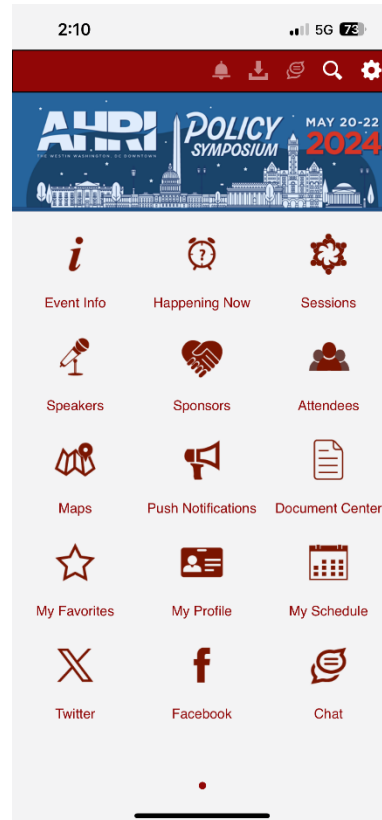 2:10 5G 73
AHRI POLICY MAY 20-22
SYMPOSIUM 2024
THE WESTIN WASHINGTON, DC DOWNTOWN
Event Info Happening Now Sessions
Speakers Sponsors Attendees
Maps Push Notifications Document Center
My Favorites My Profile My Schedule
Twitter Facebook Chat